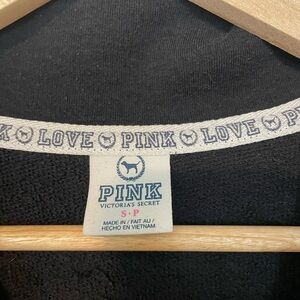 K LOVE PINK LOVE P
PINK
VICTORIA'S SECRET
S • P
MADE IN / FAIT AU /
HECHO EN VIETNAM